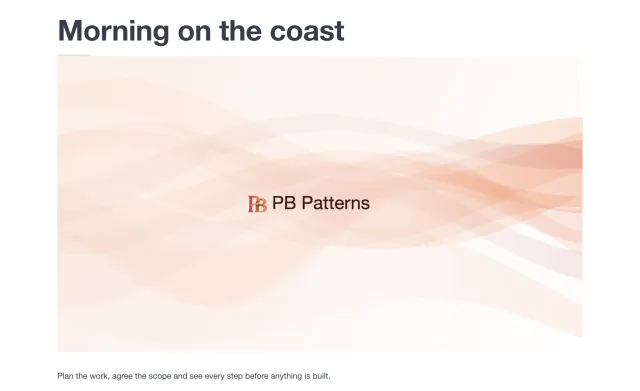 Morning on the coast
PB PB Patterns
Plan the work, agree the scope and see every step before anything is built.